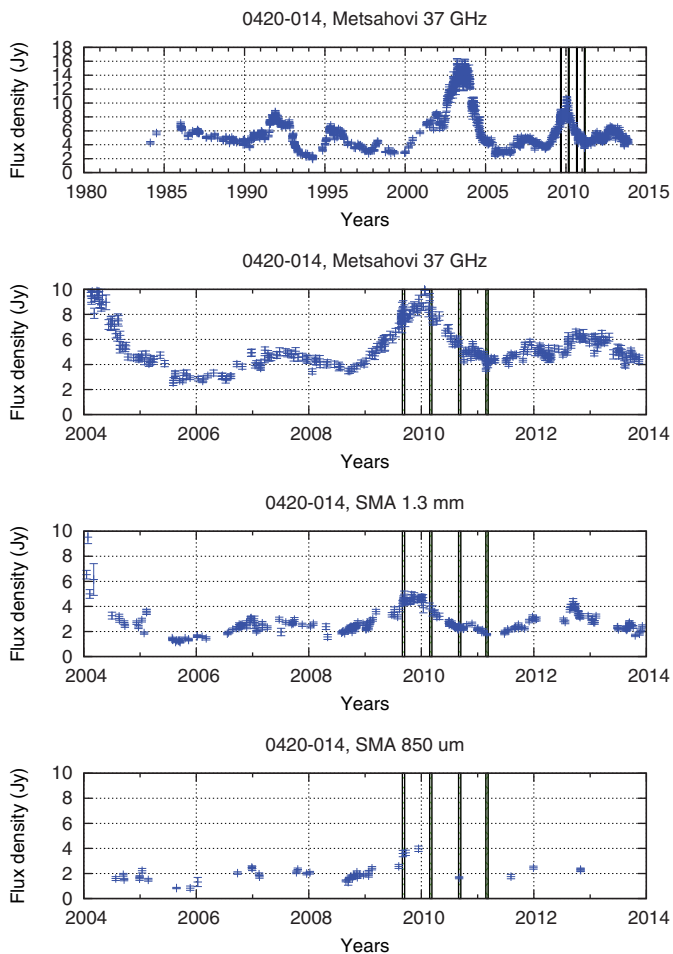 0420-014, Metsahovi 37 GHz
Flux density (Jy)
18
16
14
12
10
8
6
4
2
0
1980 1985 1990 1995 2000 2005 2010 2015
Years
0420-014, Metsahovi 37 GHz
Flux density (Jy)
10
8
6
4
2
0
2004 2006 2008 2010 2012 2014
Years
0420-014, SMA 1.3 mm
Flux density (Jy)
10
8
6
4
2
0
2004 2006 2008 2010 2012 2014
Years
0420-014, SMA 850 um
Flux density (Jy)
10
8
6
4
2
0
2004 2006 2008 2010 2012 2014
Years